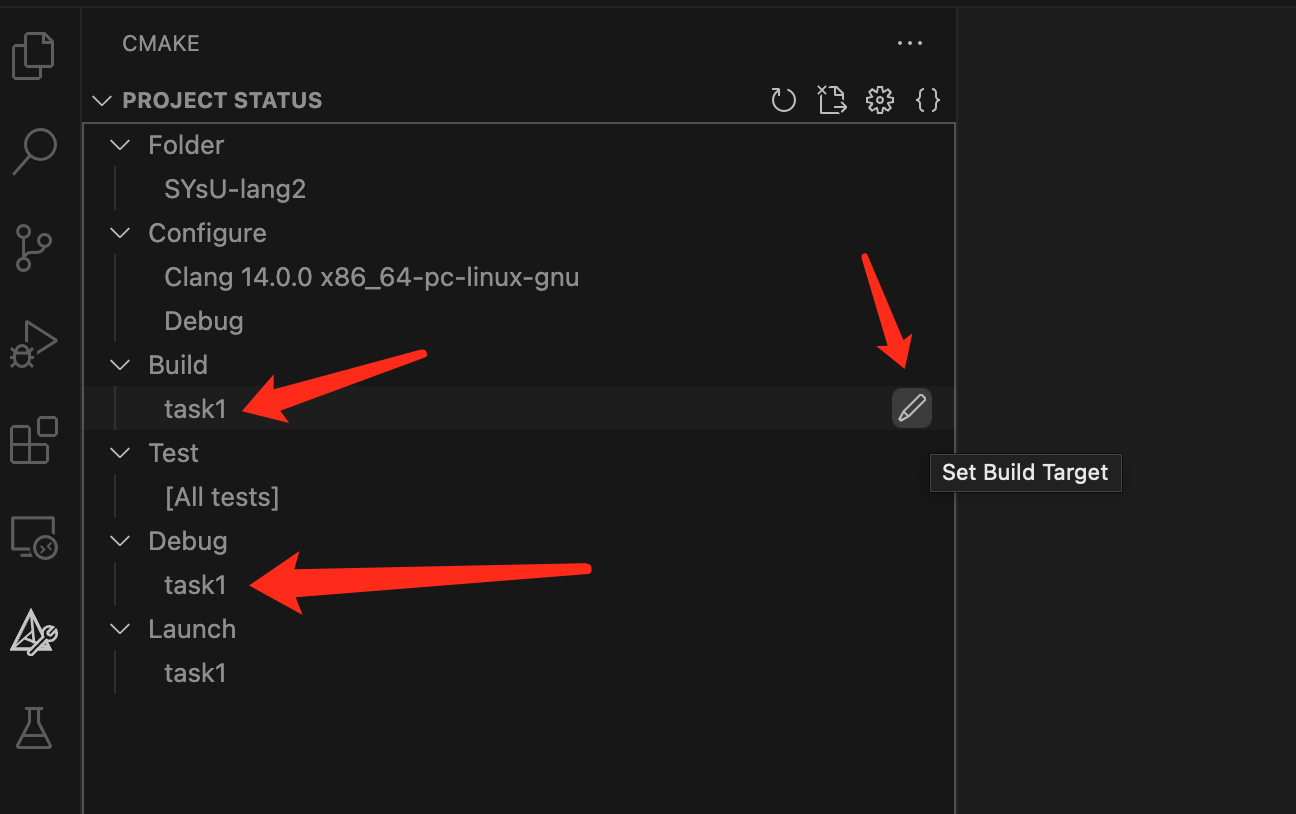 CMAKE
PROJECT STATUS
Folder
SYsU-lang2
Configure
Clang 14.0.0 x86_64-pc-linux-gnu
Debug
Build
task1
Set Build Target
Test
[All tests]
Debug
task1
Launch
task1